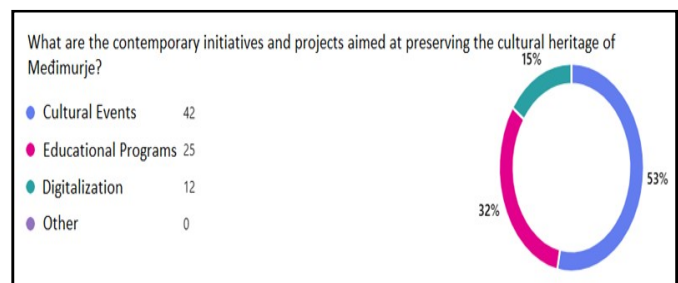 What are the contemporary initiatives and projects aimed at preserving the cultural heritage of
Međimurje?
15%
Cultural Events 42
Educational Programs 25
Digitalization 12
Other 0
53%
32%